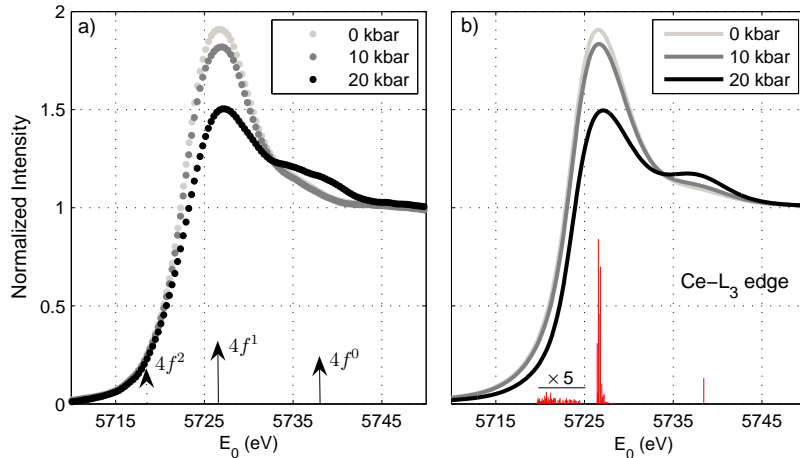 a)
0 kbar
10 kbar
20 kbar
Normalized Intensity
2
1.5
1
0.5
0
4f²
4f¹
4f⁰
5715
5725
5735
5745
E₀ (eV)
b)
0 kbar
10 kbar
20 kbar
Ce−L₃ edge
× 5
5715
5725
5735
5745
E₀ (eV)